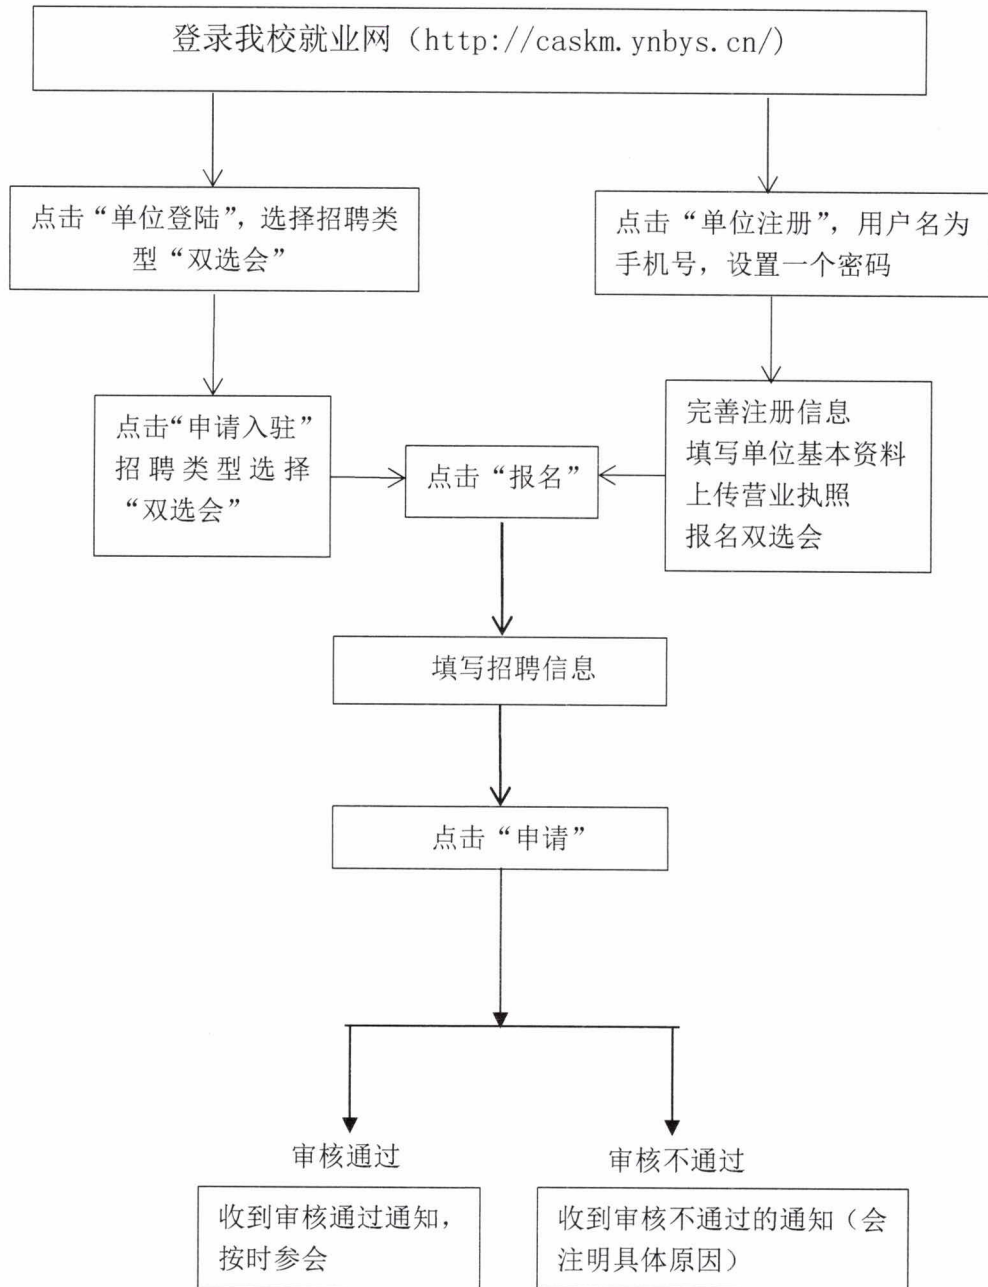 登录我校就业网（http://caskm.ynbys.cn/）
点击“单位登陆”，选择招聘类
型“双选会”
点击“单位注册”，用户名为
手机号，设置一个密码
点击“申请入驻”
招聘类型选择
“双选会”
点击“报名”
完善注册信息
填写单位基本资料
上传营业执照
报名双选会
填写招聘信息
点击“申请”
审核通过
审核不通过
收到审核通过通知，
按时参会
收到审核不通过的通知（会
注明具体原因）